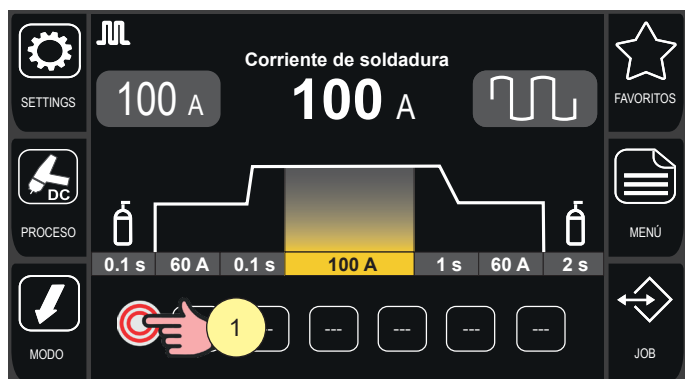 SETTINGS
PROCESO
DC
MODO
Corriente de soldadura
100 A
100 A
0.1 s 60 A 0.1 s 100 A 1 s 60 A 2 s
1
--- --- --- --- ---
FAVORITOS
MENÚ
JOB